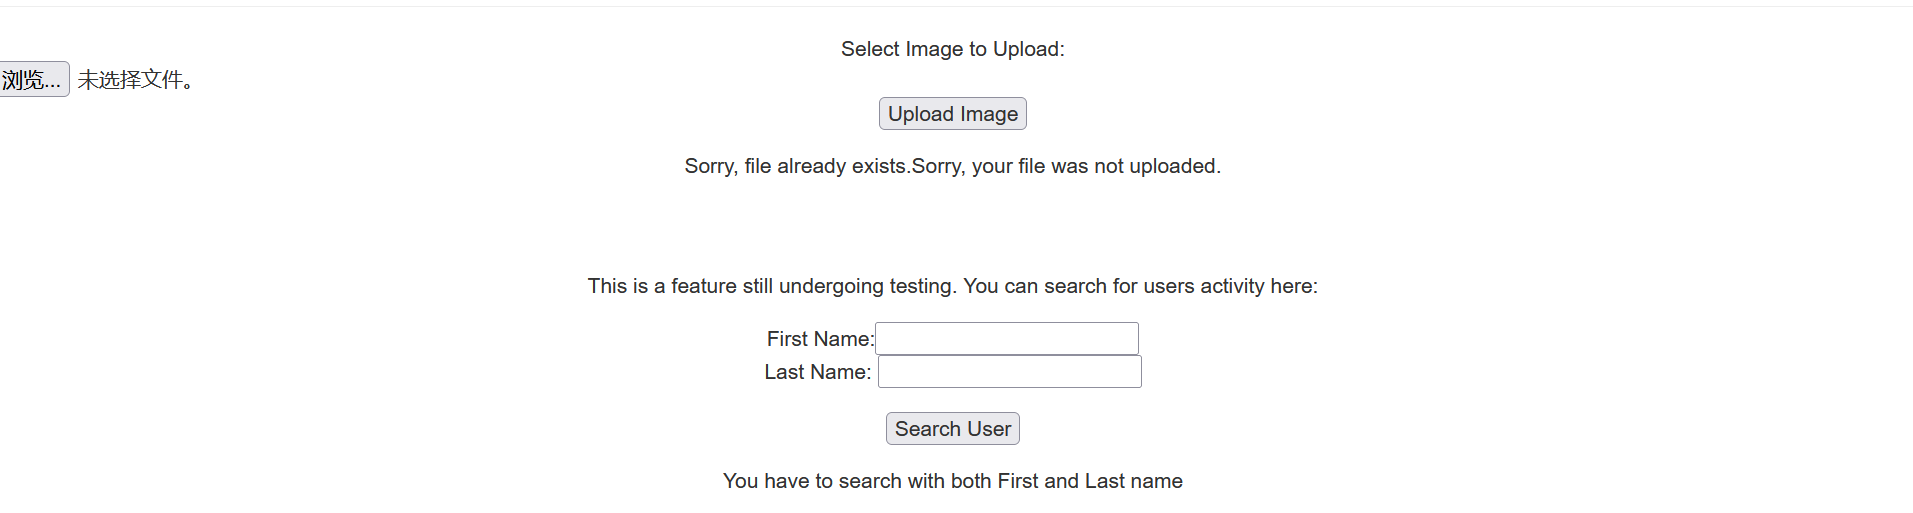 Select Image to Upload:
浏览... 未选择文件。
Upload Image
Sorry, file already exists.Sorry, your file was not uploaded.
This is a feature still undergoing testing. You can search for users activity here:
First Name:
Last Name:
Search User
You have to search with both First and Last name